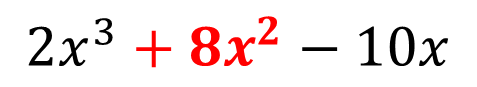 2x³ + 8x² − 10x